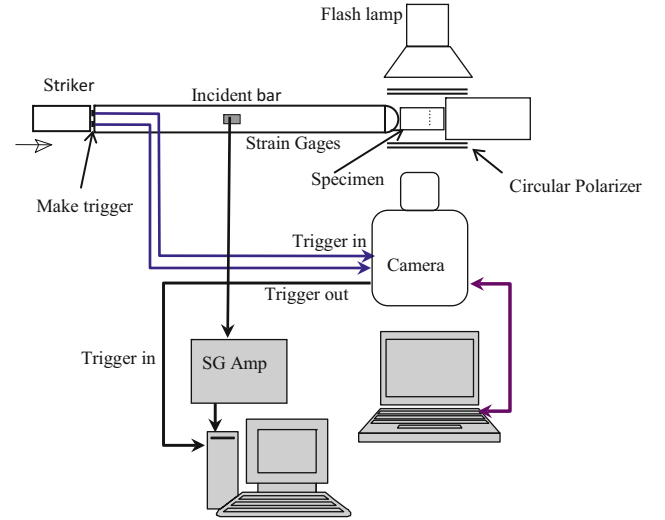 Flash lamp
Striker
Incident bar
Strain Gages
Specimen
Circular Polarizer
Make trigger
Trigger in
Camera
Trigger out
Trigger in
SG Amp